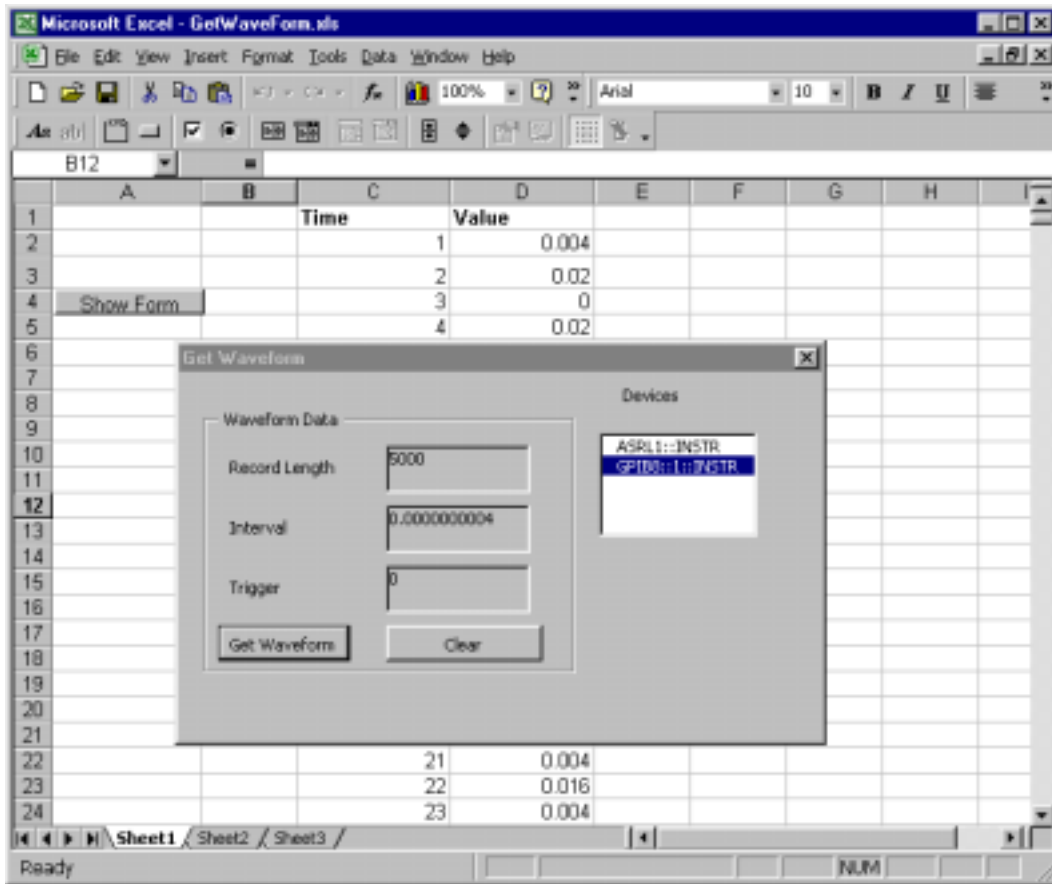 Microsoft Excel - GetWaveForm.xls
File Edit View Insert Format Tools Data Window Help
100% Arial 10 B I U
Aa ab|
B12 =
A B C D E F G H I
1 Time Value
2 1 0.004
3 2 0.02
4 Show Form 3 0
5 4 0.02
6
7
8
9
10
11
12
13
14
15
16
17
18
19
20
21
22 21 0.004
23 22 0.016
24 23 0.004
Get Waveform
Devices
Waveform Data
ASRL1::INSTR
Record Length 5000
GPIB8::1::INSTR
Interval 0.0000000004
Trigger 0
Get Waveform Clear
Sheet1 Sheet2 Sheet3
Ready NUM